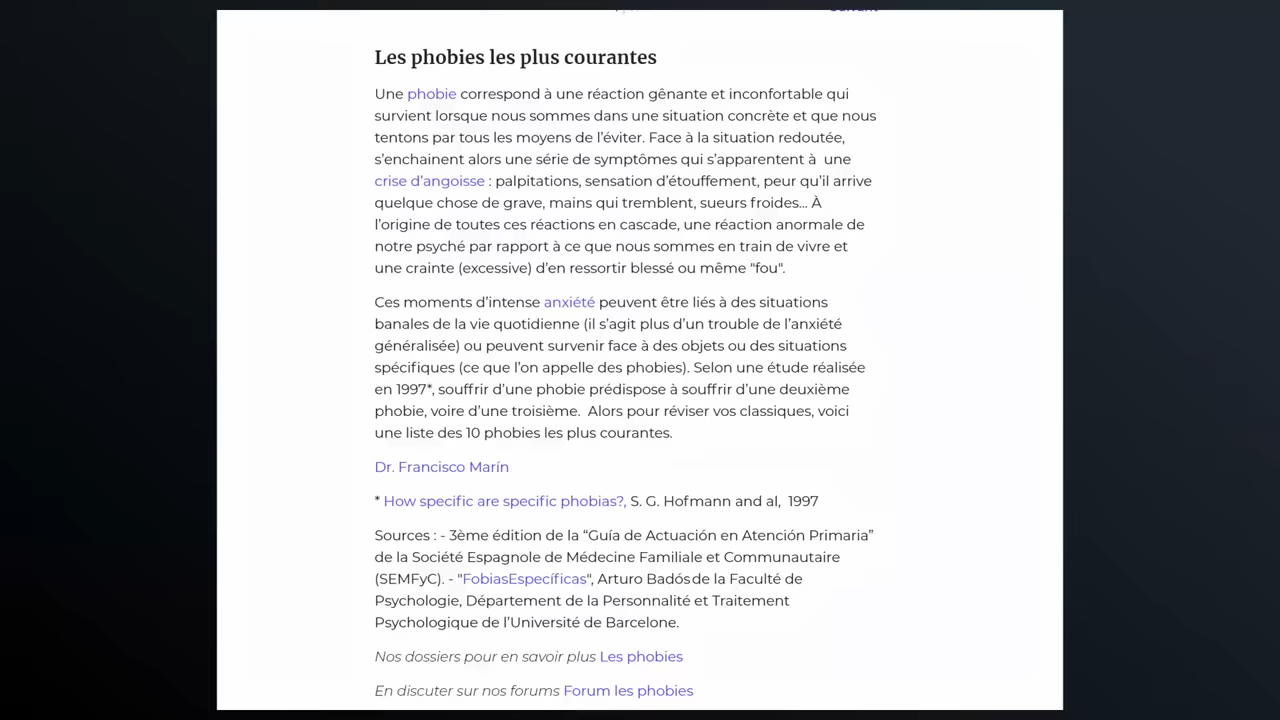 Les phobies les plus courantes
Une phobie correspond à une réaction gênante et inconfortable qui
survient lorsque nous sommes dans une situation concrète et que nous
tentons par tous les moyens de l’éviter. Face à la situation redoutée,
s’enchainent alors une série de symptômes qui s’apparentent à  une
crise d’angoisse : palpitations, sensation d’étouffement, peur qu’il arrive
quelque chose de grave, mains qui tremblent, sueurs froides... À
l’origine de toutes ces réactions en cascade, une réaction anormale de
notre psyché par rapport à ce que nous sommes en train de vivre et
une crainte (excessive) d’en ressortir blessé ou même "fou".
Ces moments d’intense anxiété peuvent être liés à des situations
banales de la vie quotidienne (il s’agit plus d’un trouble de l’anxiété
généralisée) ou peuvent survenir face à des objets ou des situations
spécifiques (ce que l’on appelle des phobies). Selon une étude réalisée
en 1997*, souffrir d’une phobie prédispose à souffrir d’une deuxième
phobie, voire d’une troisième.  Alors pour réviser vos classiques, voici
une liste des 10 phobies les plus courantes.
Dr. Francisco Marín
* How specific are specific phobias?, S. G. Hofmann and al,  1997
Sources : - 3ème édition de la “Guía de Actuación en Atención Primaria”
de la Société Espagnole de Médecine Familiale et Communautaire
(SEMFyC). - "FobiasEspecíficas", Arturo Badós de la Faculté de
Psychologie, Département de la Personnalité et Traitement
Psychologique de l’Université de Barcelone.
Nos dossiers pour en savoir plus Les phobies
En discuter sur nos forums Forum les phobies